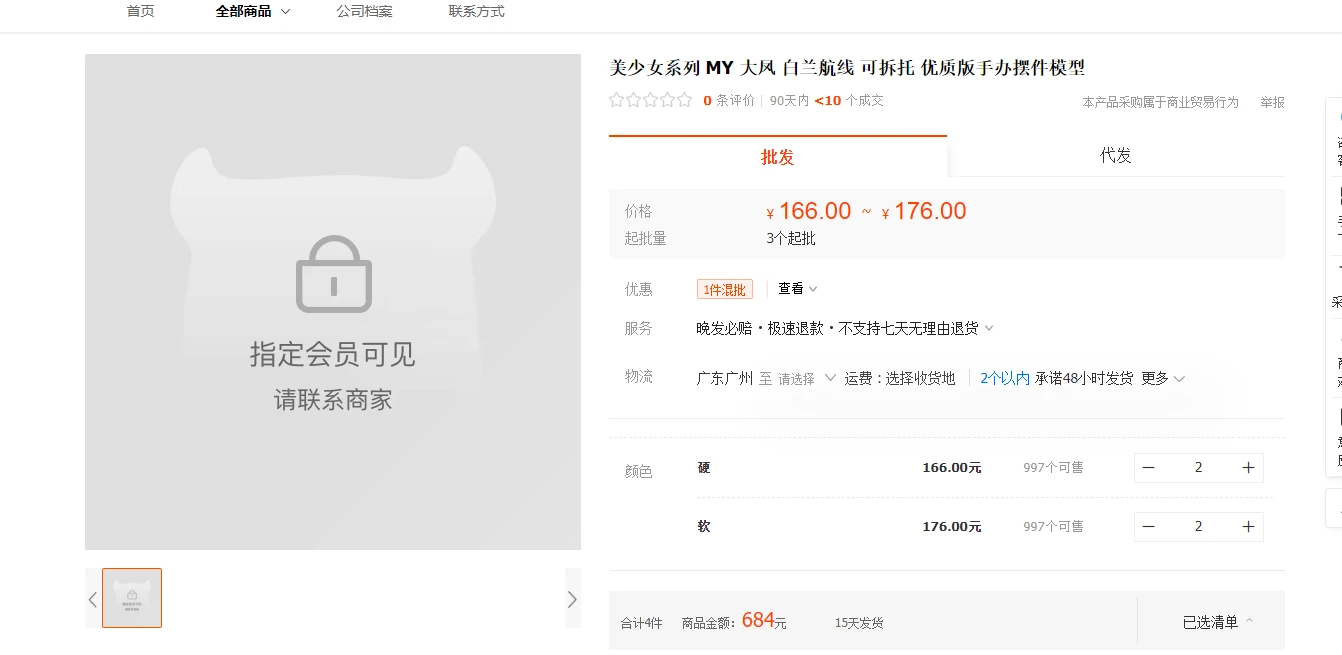 首页 全部商品 公司档案 联系方式
指定会员可见
请联系商家
美少女系列 MY 大凤 白兰航线 可拆托 优质版手办摆件模型
0 条评价 90天内 <10 个成交 本产品采购属于商业贸易行为 举报
批发 代发
价格 ¥ 166.00 ~ ¥ 176.00
起批量 3个起批
优惠 1件混批 查看
服务 晚发必赔・极速退款・不支持七天无理由退货
物流 广东广州 至 请选择 运费：选择收货地 2个以内 承诺48小时发货 更多
颜色 硬 166.00元 997个可售 − 2 +
软 176.00元 997个可售 − 2 +
合计4件 商品金额: 684元 15天发货 已选清单
采